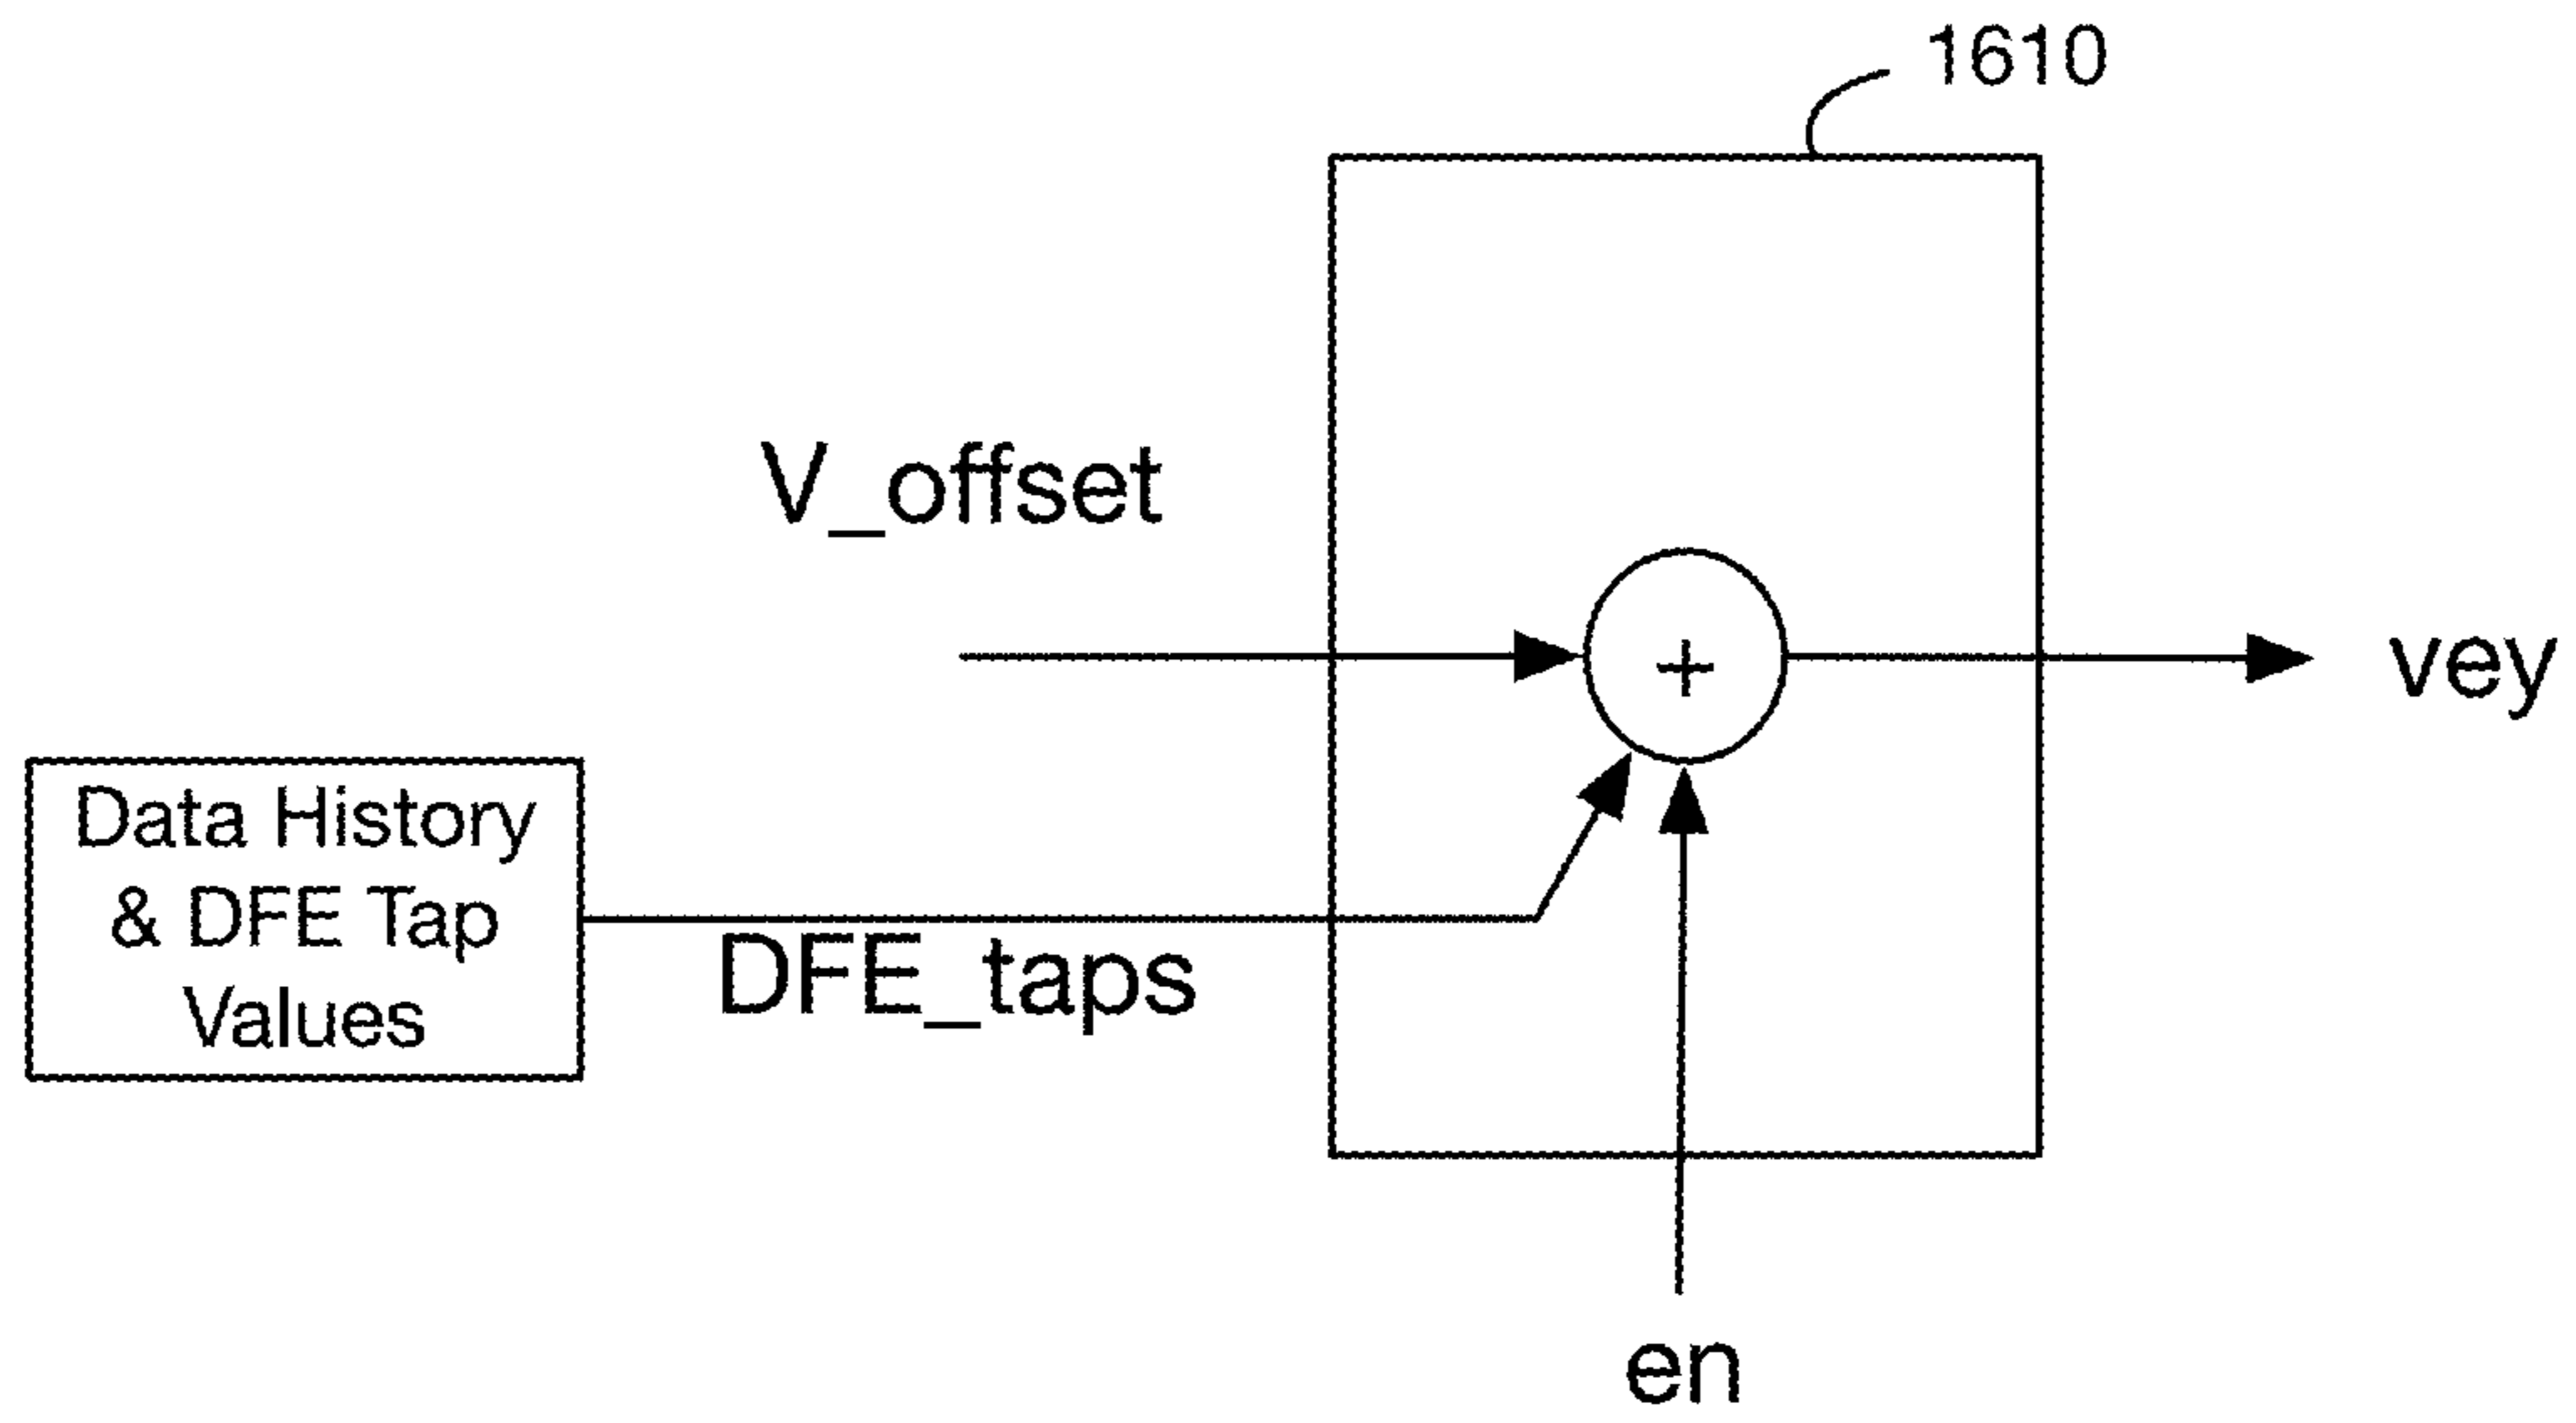 1610
V_offset
vey
Data History
& DFE Tap
Values
DFE_taps
en